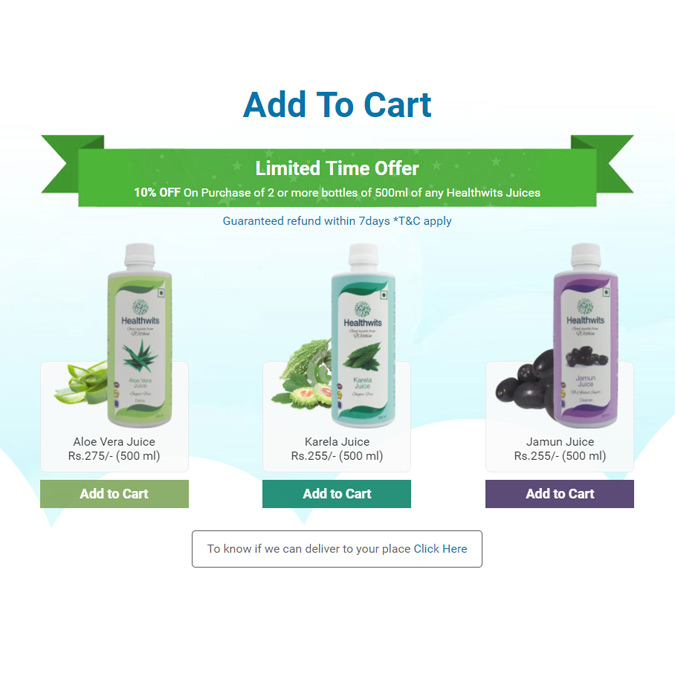 Add To Cart
Limited Time Offer
10% OFF On Purchase of 2 or more bottles of 500ml of any Healthwits Juices
Guaranteed refund within 7days *T&C apply
Healthwits
Aloe Vera
Juice
Healthwits
Karela
Juice
Healthwits
Jamun
Juice
Aloe Vera Juice
Rs.275/- (500 ml)
Karela Juice
Rs.255/- (500 ml)
Jamun Juice
Rs.255/- (500 ml)
Add to Cart
Add to Cart
Add to Cart
To know if we can deliver to your place Click Here